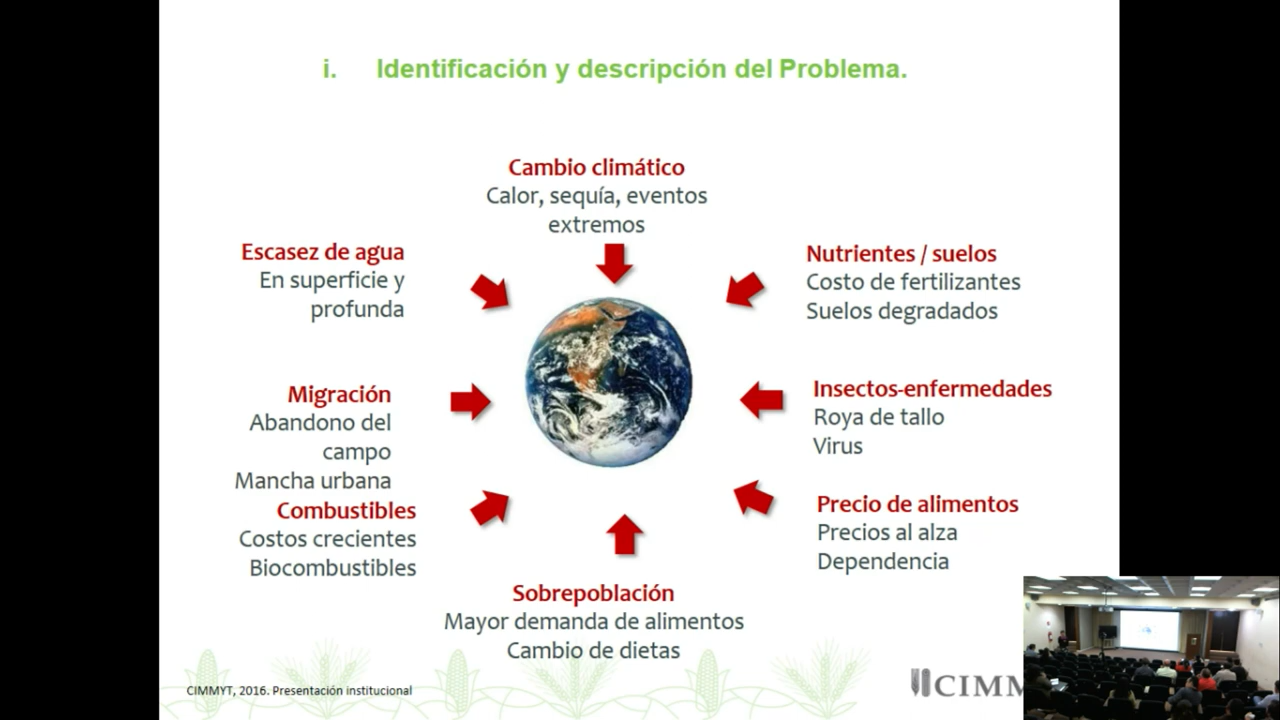 i. Identificación y descripción del Problema.
Cambio climático
Calor, sequía, eventos
extremos
Escasez de agua
En superficie y
profunda
Nutrientes / suelos
Costo de fertilizantes
Suelos degradados
Migración
Abandono del
campo
Mancha urbana
Insectos-enfermedades
Roya de tallo
Virus
Combustibles
Costos crecientes
Biocombustibles
Precio de alimentos
Precios al alza
Dependencia
Sobrepoblación
Mayor demanda de alimentos
Cambio de dietas
CIMMYT, 2016. Presentación institucional
CIMM